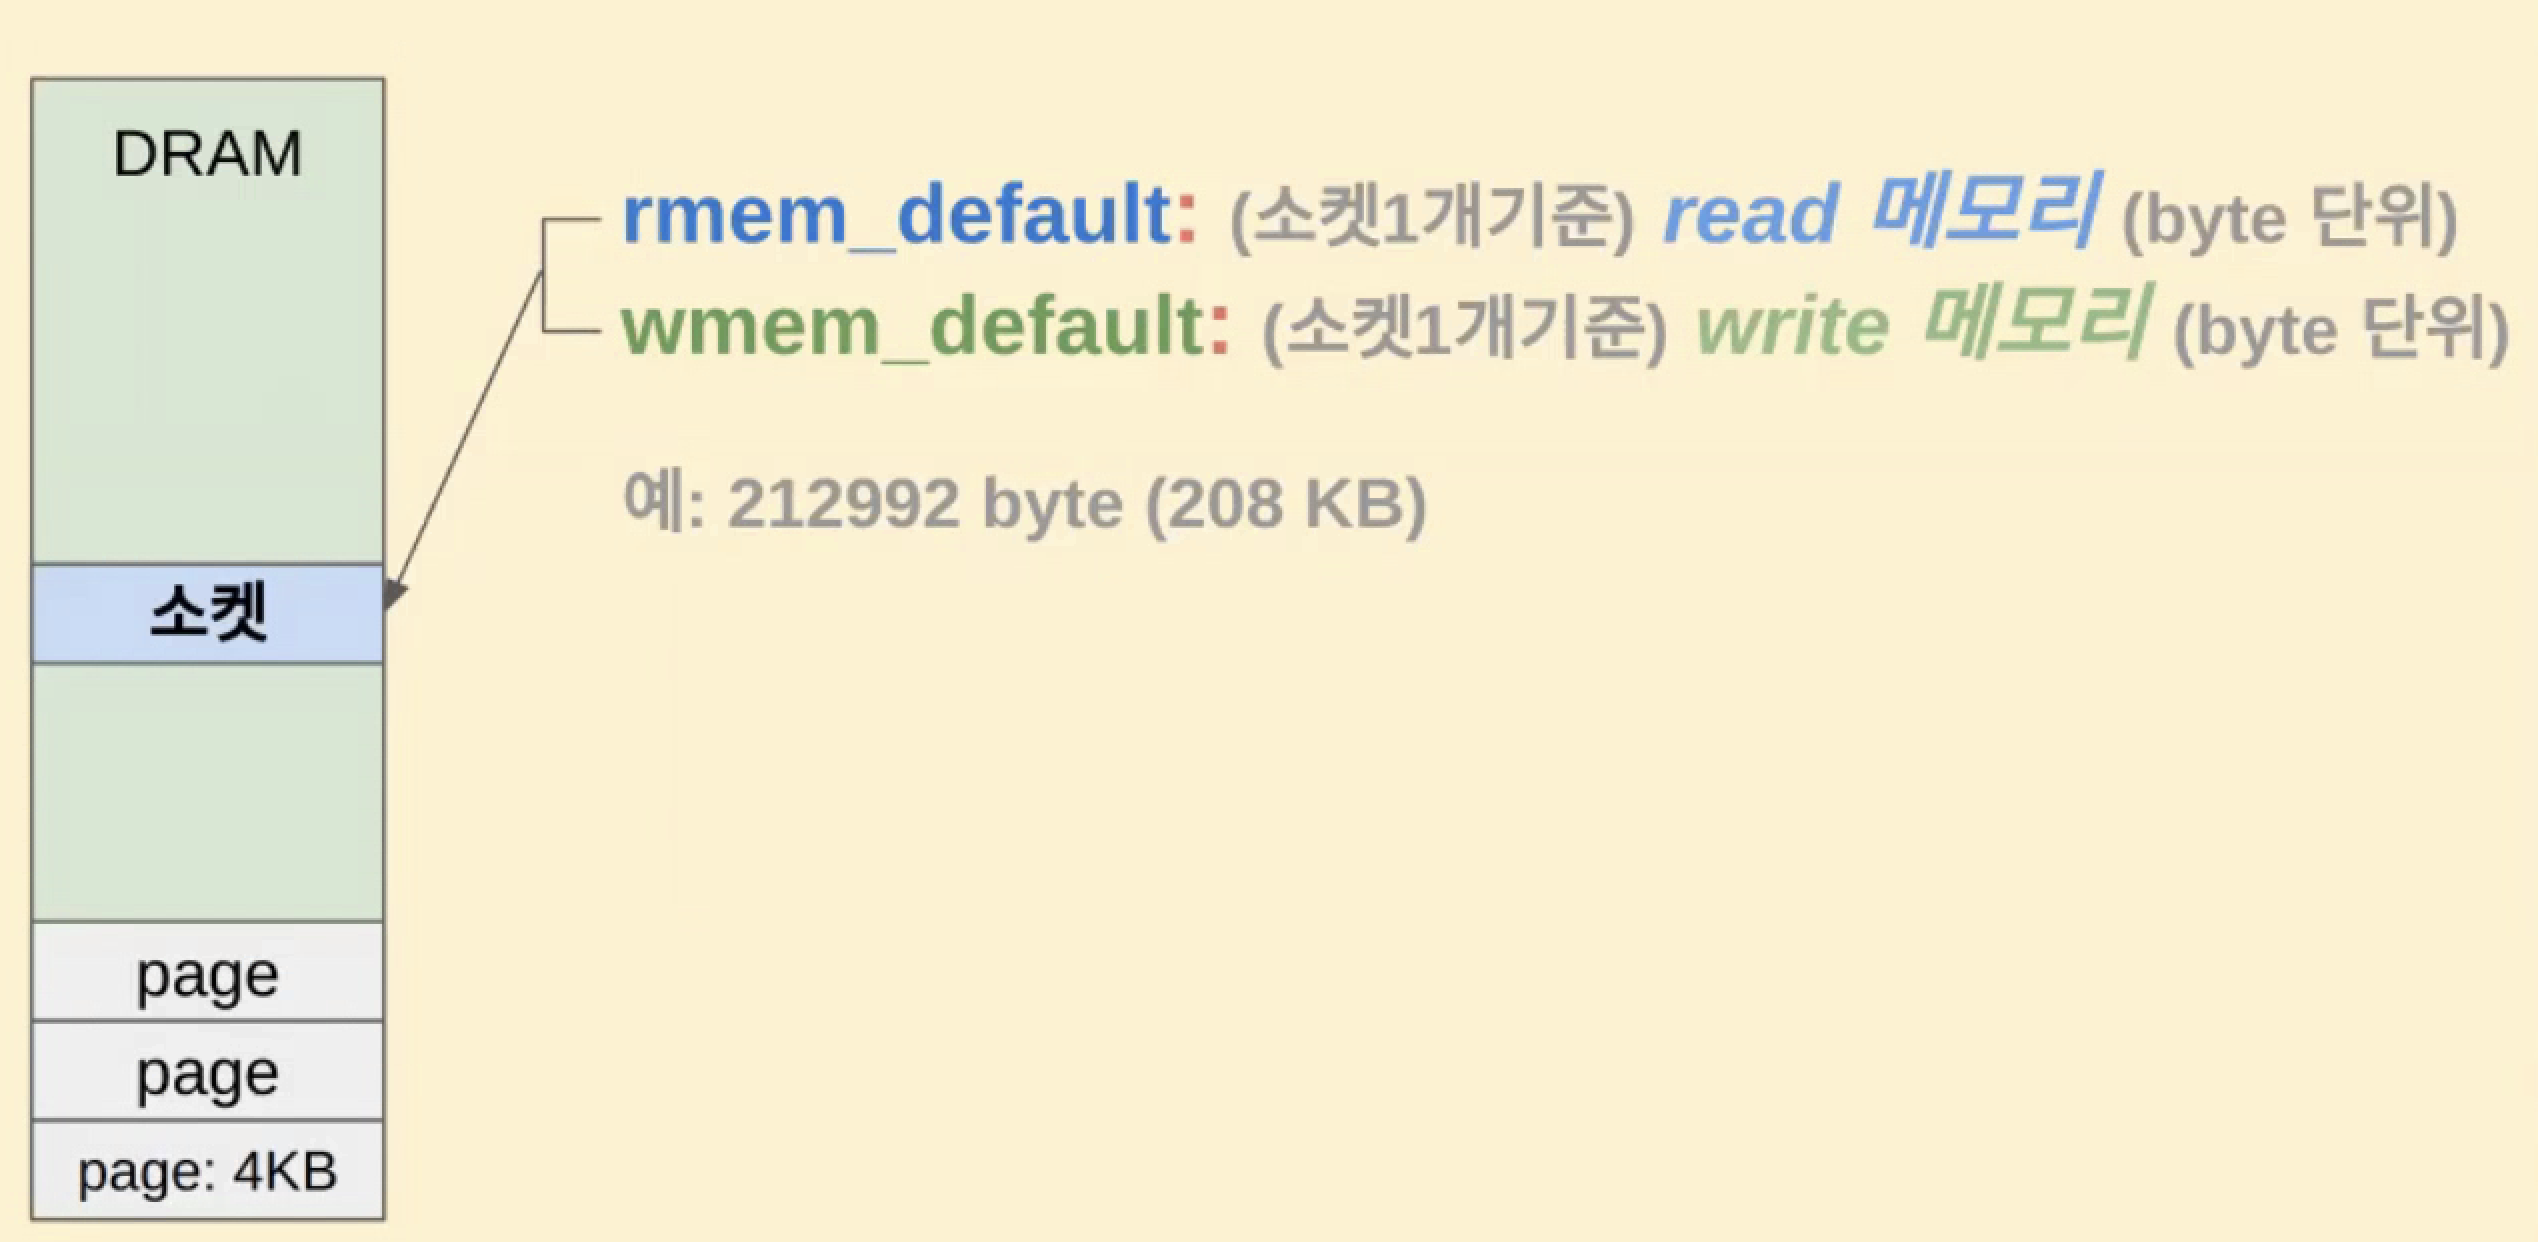 DRAM
rmem_default: (소켓1개기준) read 메모리 (byte 단위)
wmem_default: (소켓1개기준) write 메모리 (byte 단위)
예: 212992 byte (208 KB)
소켓
page
page
page: 4KB